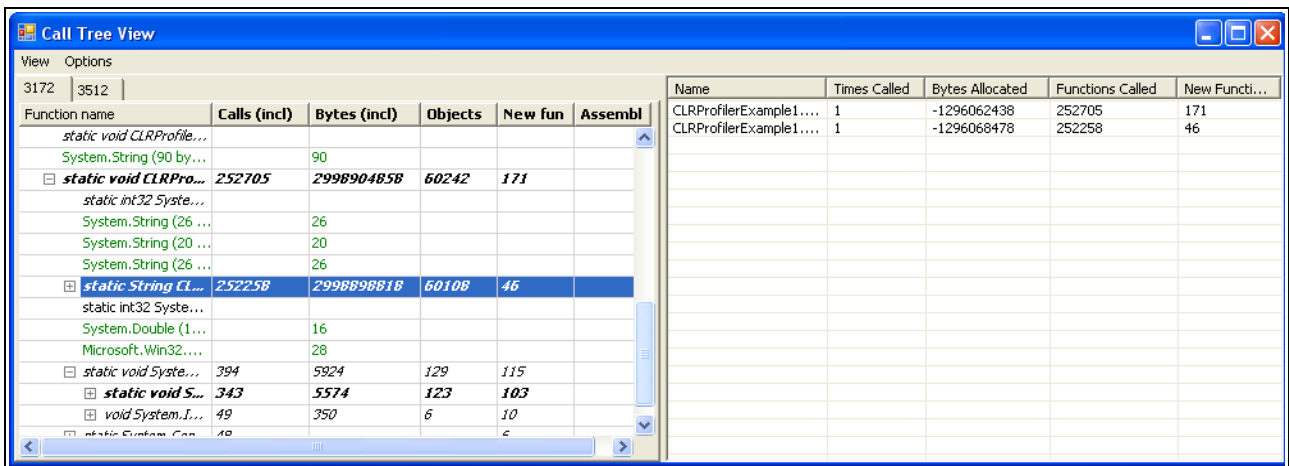 Call Tree View
View Options
3172 3512
Function name Calls (incl) Bytes (incl) Objects New fun Assembl
static void CLRProfile...
System.String (90 by... 90
static void CLRPro... 252705 2998904858 60242 171
static int32 Syste...
System.String (26 ... 26
System.String (20 ... 20
System.String (26 ... 26
static String CL... 252258 2998898818 60108 46
static int32 Syste...
System.Double (1... 16
Microsoft.Win32.... 28
static void Syste... 394 5924 129 115
static void S... 343 5574 123 103
void System.I... 49 350 6 10
Name Times Called Bytes Allocated Functions Called New Functi...
CLRProfilerExample1.... 1 -1296062438 252705 171
CLRProfilerExample1.... 1 -1296068478 252258 46